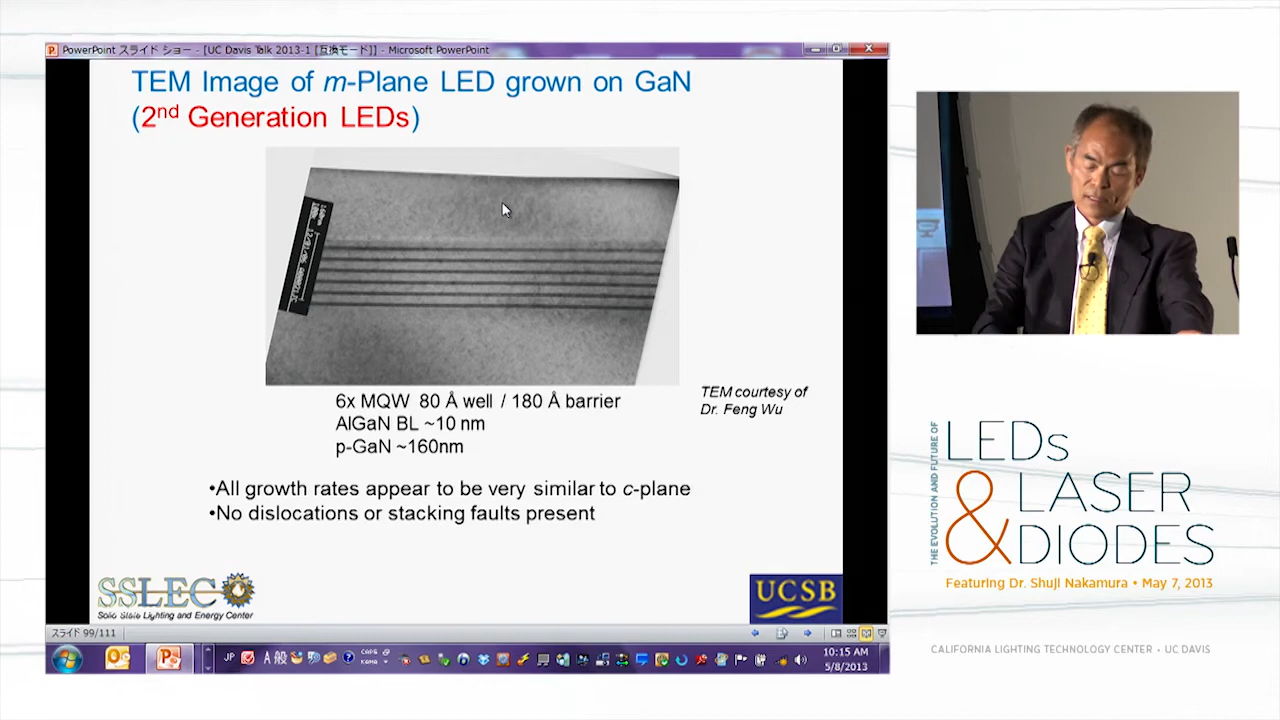 PowerPoint スライド ショー - [UC Davis Talk 2013-1 [互換モード]] - Microsoft PowerPoint
TEM Image of m-Plane LED grown on GaN
(2nd Generation LEDs)
6x MQW 80 Å well / 180 Å barrier
AlGaN BL ~10 nm
p-GaN ~160nm
TEM courtesy of
Dr. Feng Wu
•All growth rates appear to be very similar to c-plane
•No dislocations or stacking faults present
SSLEC
Solid State Lighting and Energy Center
UCSB
スライド 99/111
JP
A 般
CAPS
KANA
10:15 AM
5/8/2013
THE EVOLUTION AND FUTURE OF
LEDs
& LASER
DIODES
Featuring Dr. Shuji Nakamura • May 7, 2013
CALIFORNIA LIGHTING TECHNOLOGY CENTER • UC DAVIS